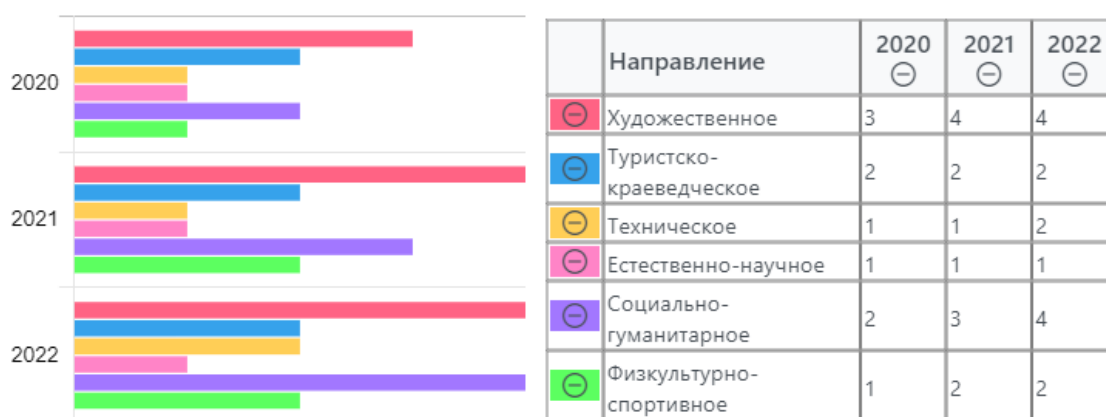 2020
2021
2022
Направление 2020 2021 2022
Художественное 3 4 4
Туристско-
краеведческое 2 2 2
Техническое 1 1 2
Естественно-научное 1 1 1
Социально-
гуманитарное 2 3 4
Физкультурно-
спортивное 1 2 2